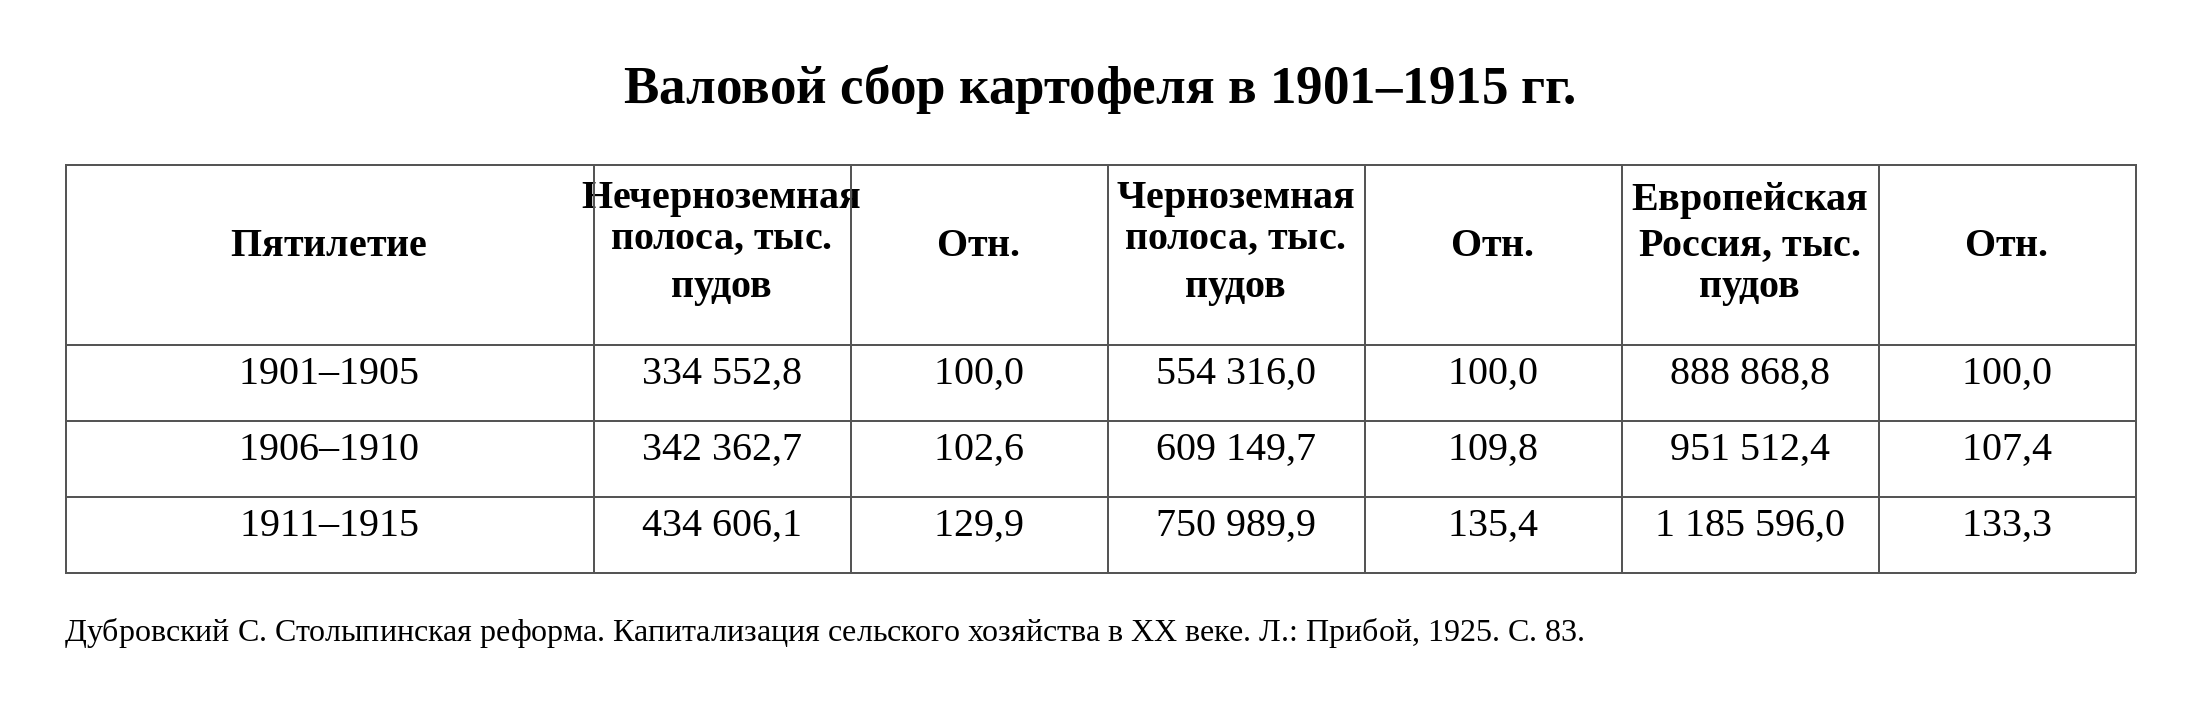 Валовой сбор картофеля в 1901–1915 гг.
Пятилетие Нечерноземная полоса, тыс. пудов Отн. Черноземная полоса, тыс. пудов Отн. Европейская Россия, тыс. пудов Отн.
1901–1905 334 552,8 100,0 554 316,0 100,0 888 868,8 100,0
1906–1910 342 362,7 102,6 609 149,7 109,8 951 512,4 107,4
1911–1915 434 606,1 129,9 750 989,9 135,4 1 185 596,0 133,3
Дубровский С. Столыпинская реформа. Капитализация сельского хозяйства в XX веке. Л.: Прибой, 1925. С. 83.